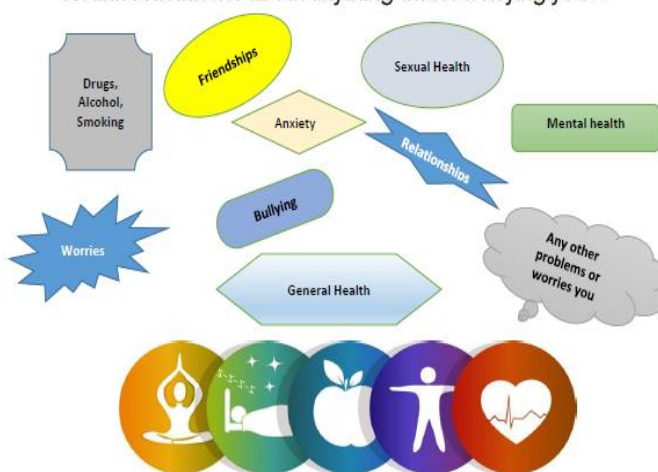 Drugs,
Alcohol,
Smoking
Friendships
Sexual Health
Anxiety
Relationships
Mental health
Bullying
Worries
Any other
problems or
worries you
General Health